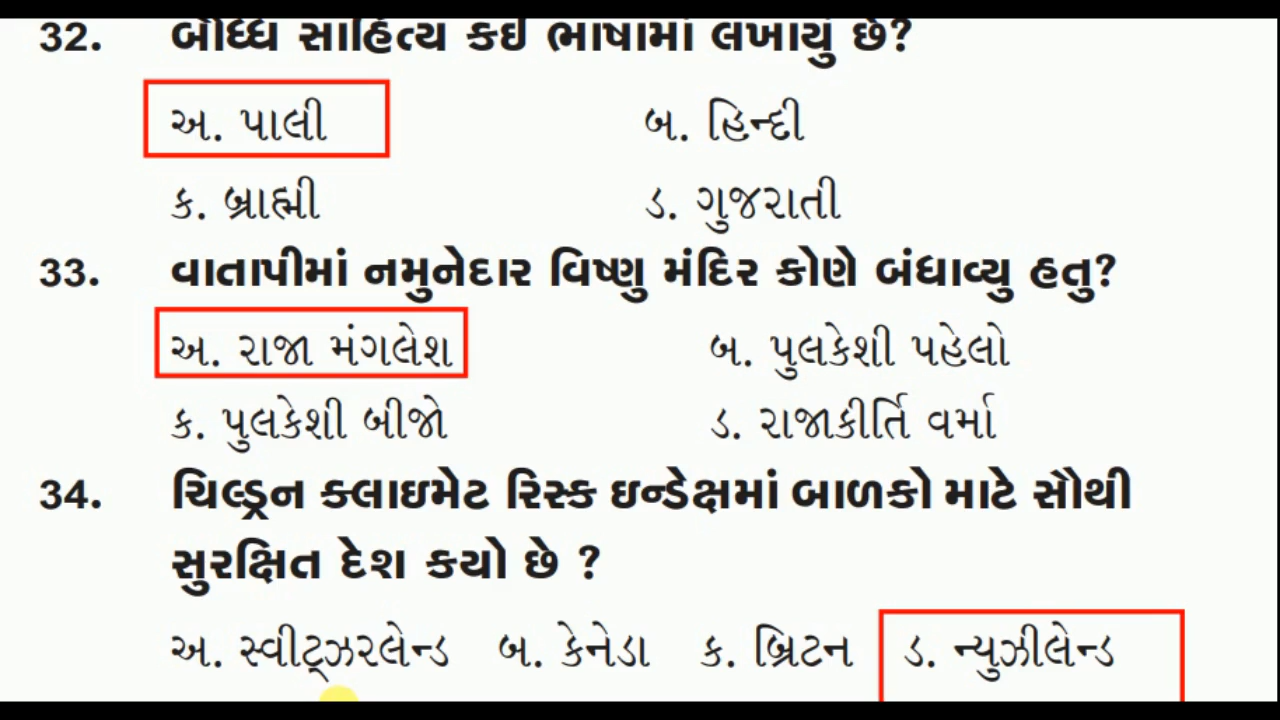 32. બૌધ્ધિ સાહિત્ય કઈ ભાષામાં લખાયું છે?
અ. પાલી બ. હિન્દી
ક. બ્રાહ્મી ડ. ગુજરાતી
33. વાતાપીમાં નમુનેદાર વિષ્ણુ મંદિર કોણે બંધાવ્યુ હતુ?
અ. રાજા મંગલેશ બ. પુલકેશી પહેલો
ક. પુલકેશી બીજો ડ. રાજાકીર્તિ વર્મા
34. ચિલ્ડ્રન ક્લાઇમેટ રિસ્ક ઇન્ડેક્ષમાં બાળકો માટે સૌથી
સુરક્ષિત દેશ કયો છે ?
અ. સ્વીટ્ઝરલેન્ડ બ. કેનેડા ક. બ્રિટન ડ. ન્યુઝીલેન્ડ